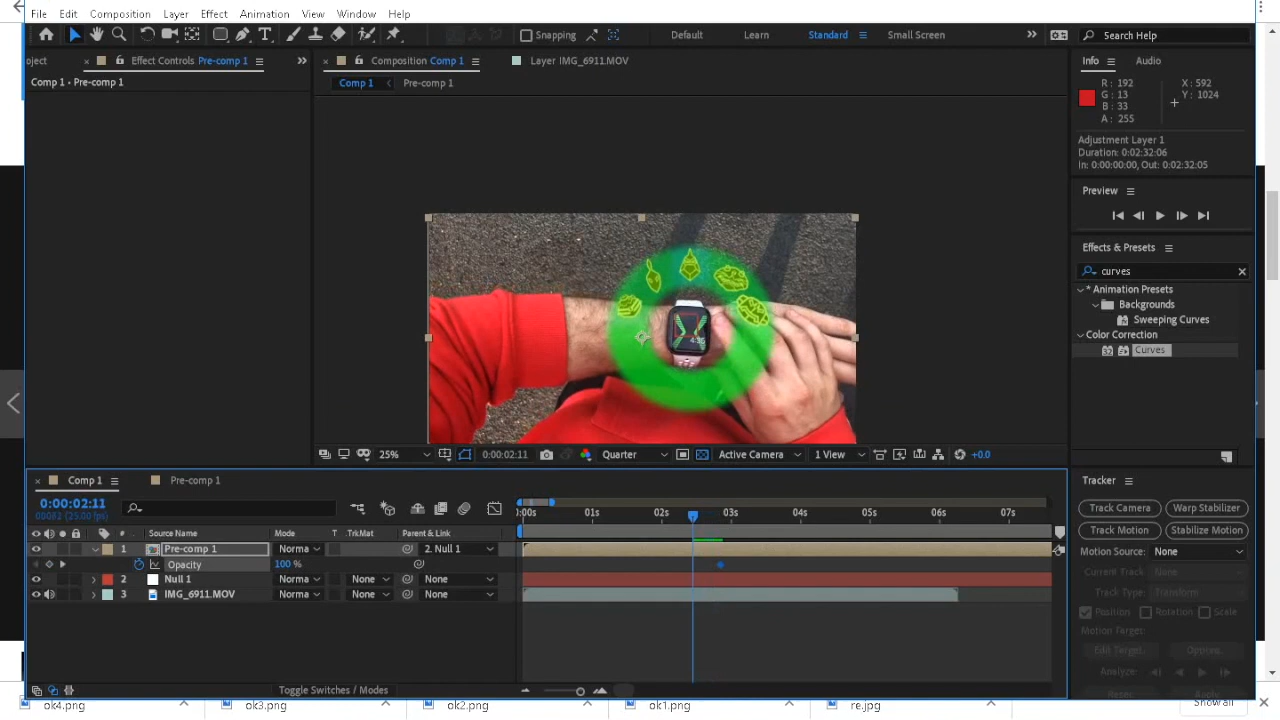 File Edit Composition Layer Effect Animation View Window Help
Snapping Default Learn Standard Small Screen Search Help
oject Effect Controls Pre-comp 1 Composition Comp 1 Layer IMG_6911.MOV Info Audio
Comp 1 - Pre-comp 1 Comp 1 Pre-comp 1
R : 192 X : 592
G : 13 Y : 1024
B : 33
A : 255
Adjustment Layer 1
Duration: 0:02:32:06
In: 0:00:00:00, Out: 0:02:32:05
Preview
Effects & Presets
curves
* Animation Presets
Backgrounds
Sweeping Curves
Color Correction
Curves
4:36
25% 0:00:02:11 Quarter Active Camera 1 View +0.0
Comp 1 Pre-comp 1 Tracker
0:00:02:11
Track Camera Warp Stabilizer
Track Motion Stabilize Motion
Motion Source: None
Current Track: None
Track Type: Transform
Position Rotation Scale
Motion Target:
Edit Target... Options...
Analyze:
Reset Apply
:00s 01s 02s 03s 04s 05s 06s 07s
# Source Name Mode T .TrkMat Parent & Link
1 Pre-comp 1 Norma 2. Null 1
Opacity 100 %
2 Null 1 Norma None None
3 IMG_6911.MOV Norma None None
Toggle Switches / Modes
ok4.png ok3.png ok2.png ok1.png re.jpg Show all